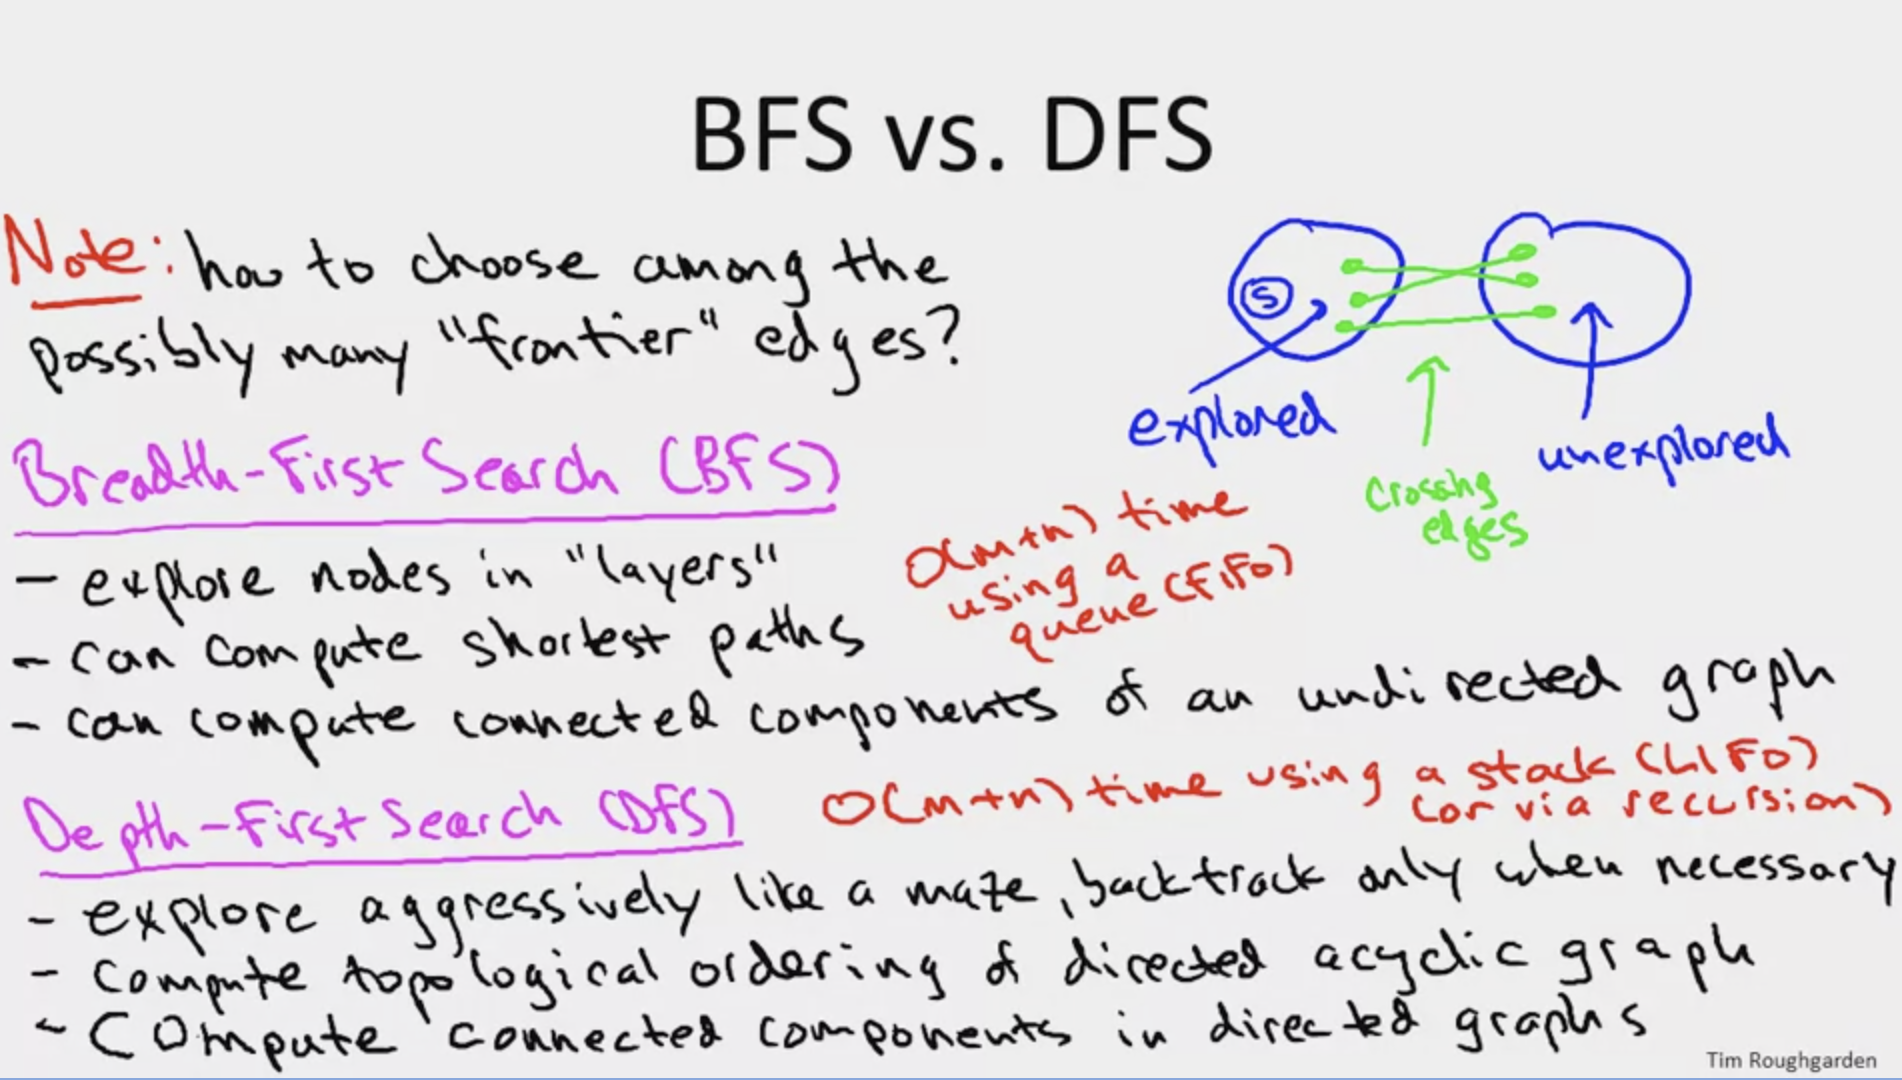 BFS vs. DFS
Note: how to choose among the
possibly many "frontier" edges?
S
explored
crossing
edges
unexplored
Breadth-First Search (BFS)
- explore nodes in "layers"
- can compute shortest paths
- can compute connected components of an undirected graph
O(m+n) time
using a
queue (FIFO)
Depth-First Search (DFS)
O(m+n) time using a stack (LIFO)
(or via recursion)
- explore aggressively like a maze, backtrack only when necessary
- compute topological ordering of directed acyclic graph
- compute connected components in directed graphs
Tim Roughgarden